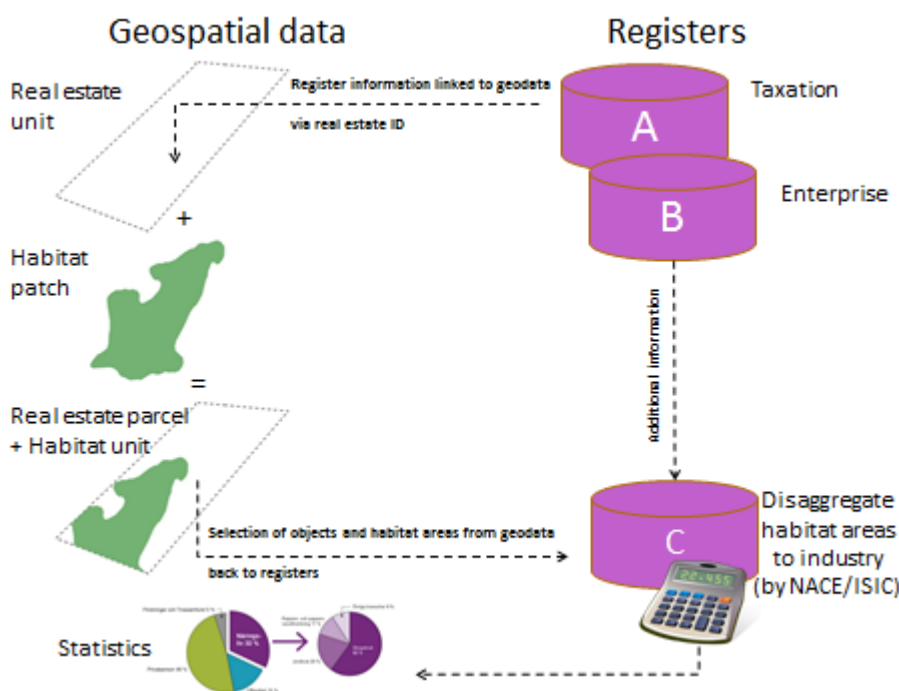 Geospatial data
Registers
Real estate
unit
Register information linked to geodata
via real estate ID
A
Taxation
B
Enterprise
+
Habitat
patch
=
Additional information
Real estate parcel
+ Habitat unit
Selection of objects and habitat areas from geodata
back to registers
C
Disaggregate
habitat areas
to industry
(by NACE/ISIC)
22.455
Statistics